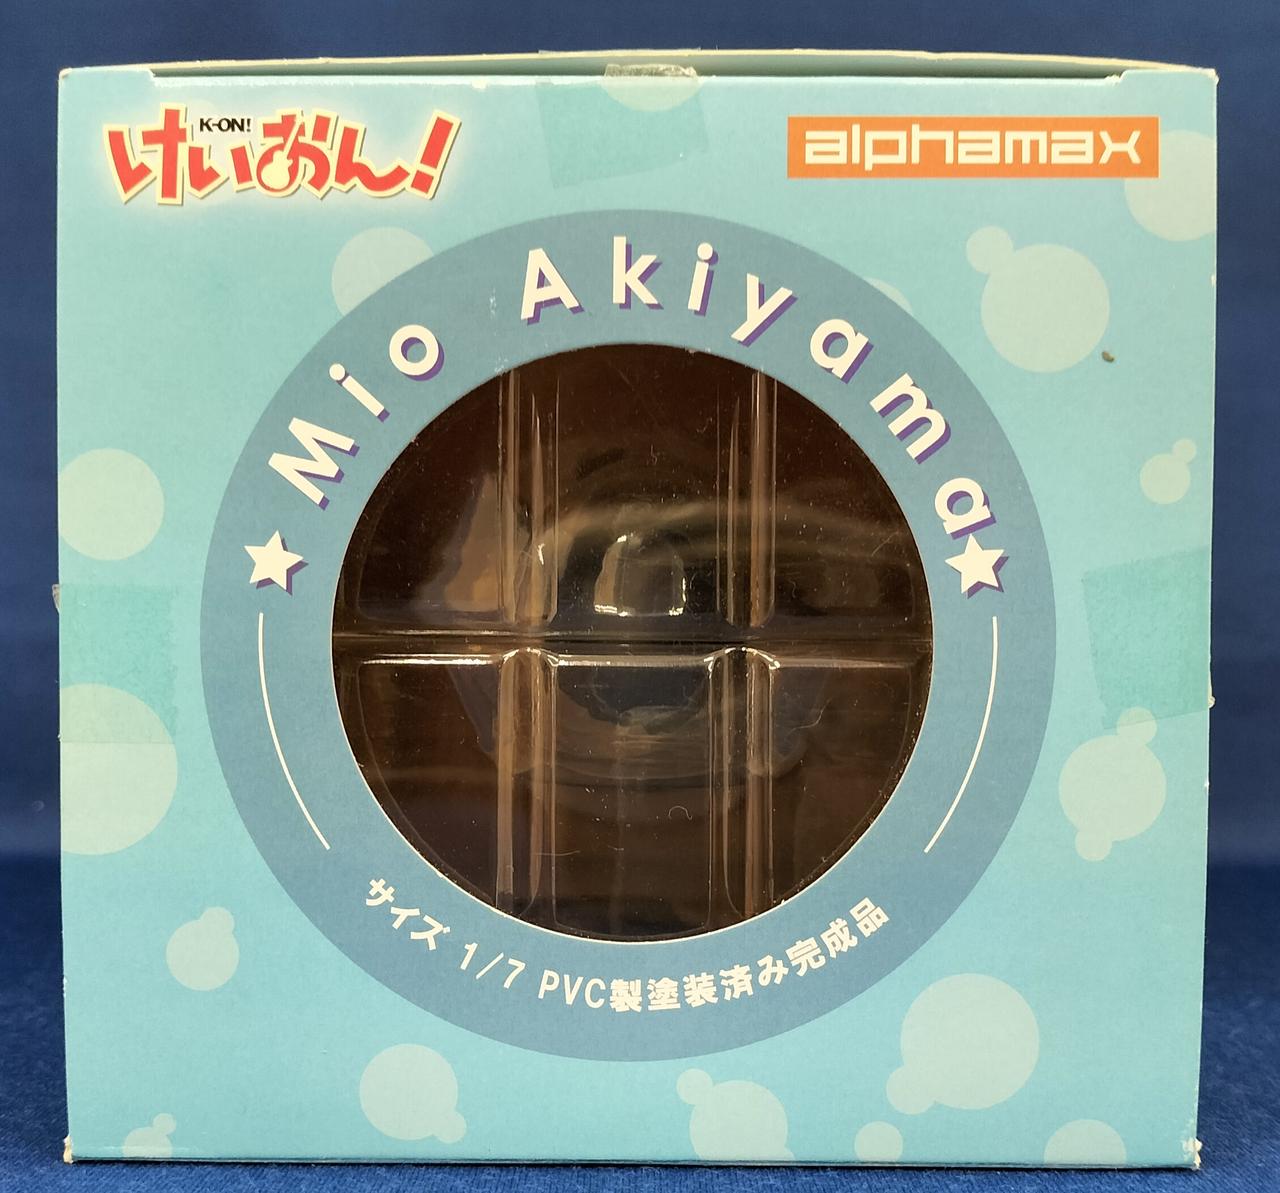 K-ON!
けいおん!
alphamax
Mio Akiyama
サイズ 1/7 PVC製塗装済み完成品